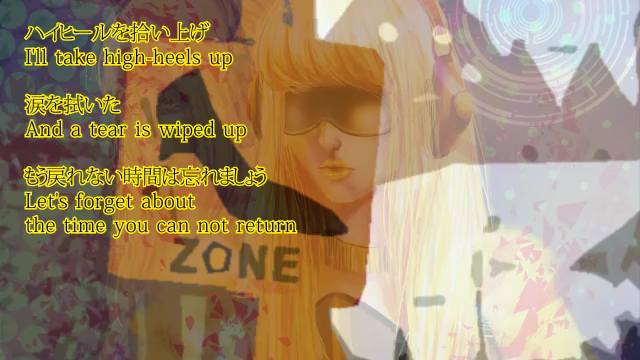 ハイヒールを拾い上げ
I'll take high-heels up
涙を拭いた
And a tear is wiped up
もう戻れない時間は忘れましょう
Let's forget about
the time you can not return
ZONE